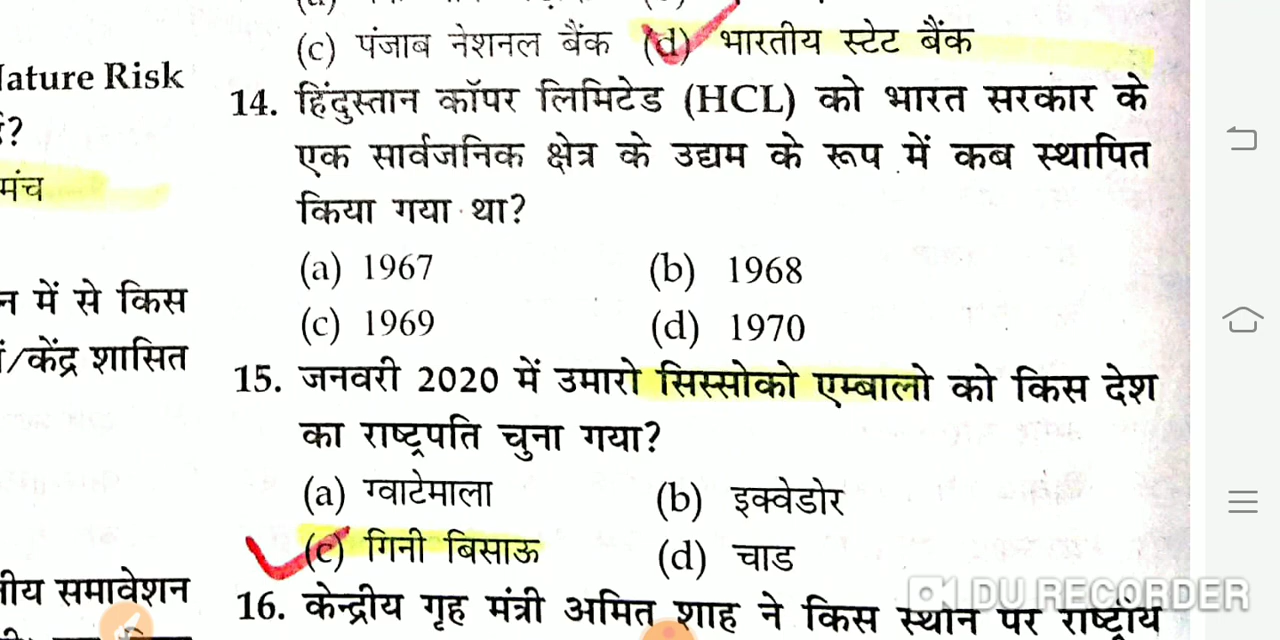 (c) पंजाब नेशनल बैंक (d) भारतीय स्टेट बैंक
14. हिंदुस्तान कॉपर लिमिटेड (HCL) को भारत सरकार के
एक सार्वजनिक क्षेत्र के उद्यम के रूप में कब स्थापित
किया गया था?
(a) 1967 (b) 1968
(c) 1969 (d) 1970
15. जनवरी 2020 में उमारो सिस्सोको एम्बालो को किस देश
का राष्ट्रपति चुना गया?
(a) ग्वाटेमाला (b) इक्वेडोर
(c) गिनी बिसाऊ (d) चाड
16. केन्द्रीय गृह मंत्री अमित शाह ने किस स्थान पर राष्ट्रीय
Risk
मंच
में से किस
/केंद्र शासित
समावेशन
DU RECORDER